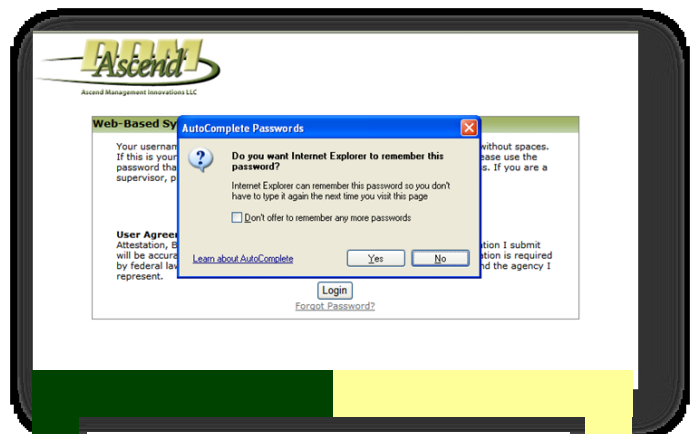 DDM
Ascend
Ascend Management Innovations LLC
Web-Based Sy
AutoComplete Passwords
Your usernam
without spaces.
If this is your
ease use the
password tha
s. If you are a
supervisor, p
Do you want Internet Explorer to remember this
password?
Internet Explorer can remember this password so you don't
have to type it again the next time you visit this page
Don't offer to remember any more passwords
User Agreer
Attestation, B
ation I submit
will be accura
ation is required
by federal law
nd the agency I
represent.
Learn about AutoComplete
Yes
No
Login
Forgot Password?